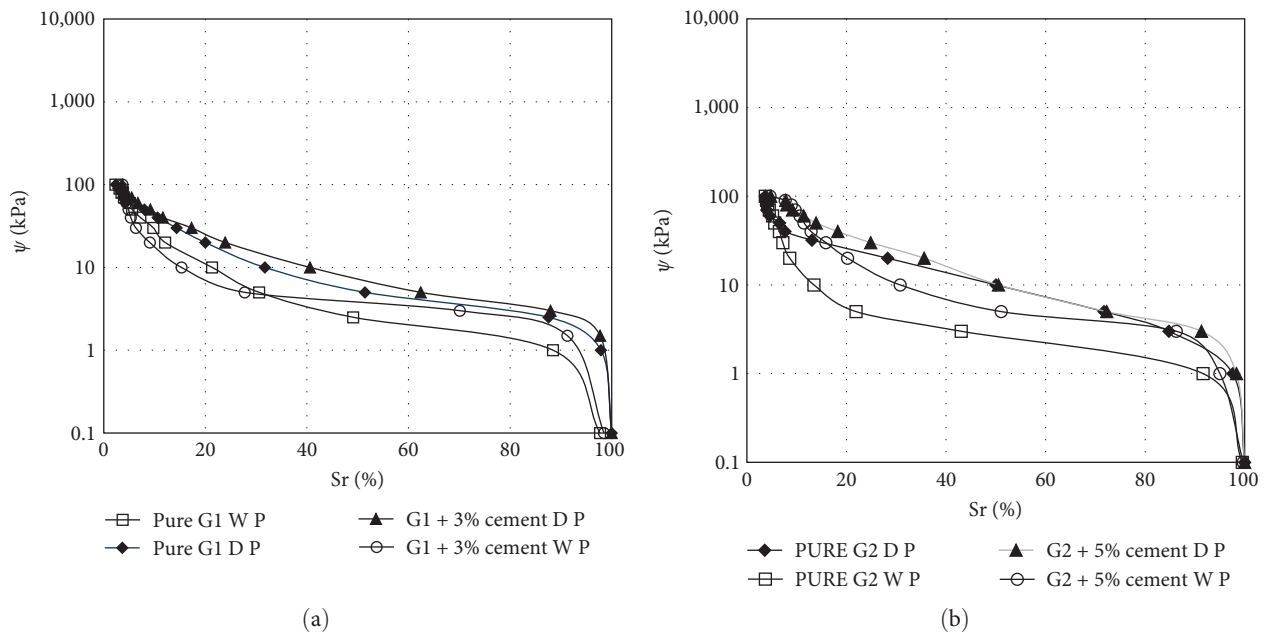 10,000
1,000
100
10
1
0.1
ψ (kPa)
0 20 40 60 80 100
Sr (%)
Pure G1 W P
Pure G1 D P
G1 + 3% cement D P
G1 + 3% cement W P
(a)
10,000
1,000
100
10
1
0.1
ψ (kPa)
0 20 40 60 80 100
Sr (%)
PURE G2 D P
PURE G2 W P
G2 + 5% cement D P
G2 + 5% cement W P
(b)